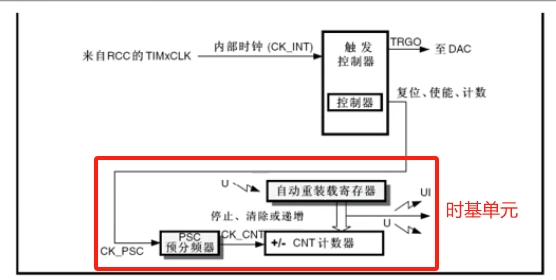 来自RCC的TIMxCLK
内部时钟 (CK_INT)
触发
控制器
TRGO
至DAC
控制器
复位、使能、计数
U
自动重装载寄存器
UI
停止、清除或递增
U
时基单元
CK_PSC
PSC
预分频器
CK_CNT
+/- CNT 计数器